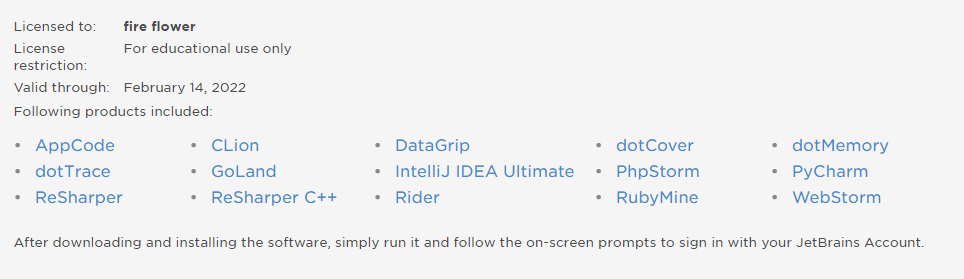 Licensed to: fire flower
License restriction: For educational use only
Valid through: February 14, 2022
Following products included:
• AppCode • CLion • DataGrip • dotCover • dotMemory
• dotTrace • GoLand • IntelliJ IDEA Ultimate • PhpStorm • PyCharm
• ReSharper • ReSharper C++ • Rider • RubyMine • WebStorm
After downloading and installing the software, simply run it and follow the on-screen prompts to sign in with your JetBrains Account.